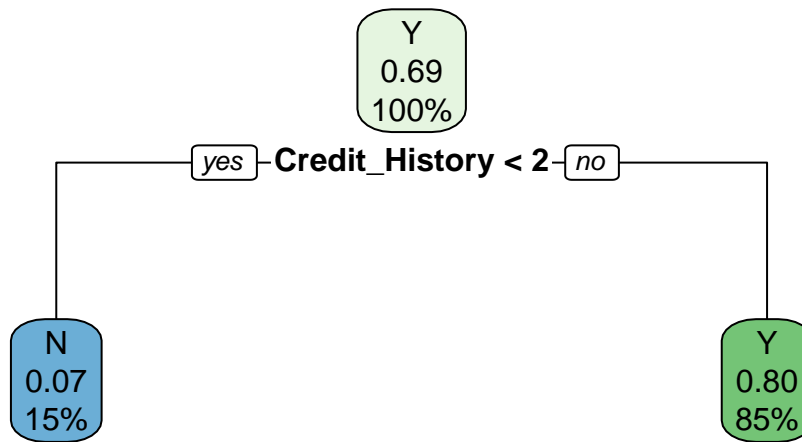 Y
0.69
100%
yes Credit_History < 2 no
N
0.07
15%
Y
0.80
85%